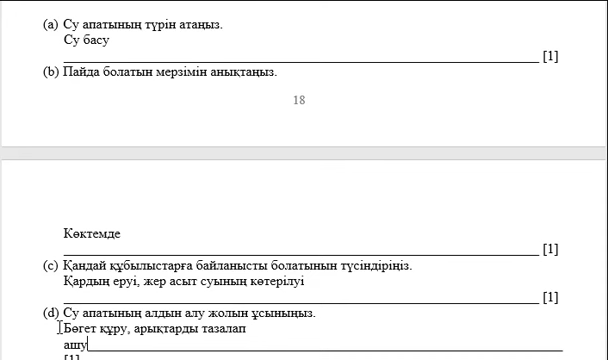 (a) Су апатының түрін атаңыз.
Су басу
[1]
(b) Пайда болатын мерзімін анықтаңыз.
18
Көктемде
[1]
(c) Қандай құбылыстарға байланысты болатынын түсіндіріңіз.
Қардың еруі, жер асыт суының көтерілуі
[1]
(d) Су апатының алдын алу жолын ұсыныңыз.
Бөгет құру, арықтарды тазалап
ашу
[1]